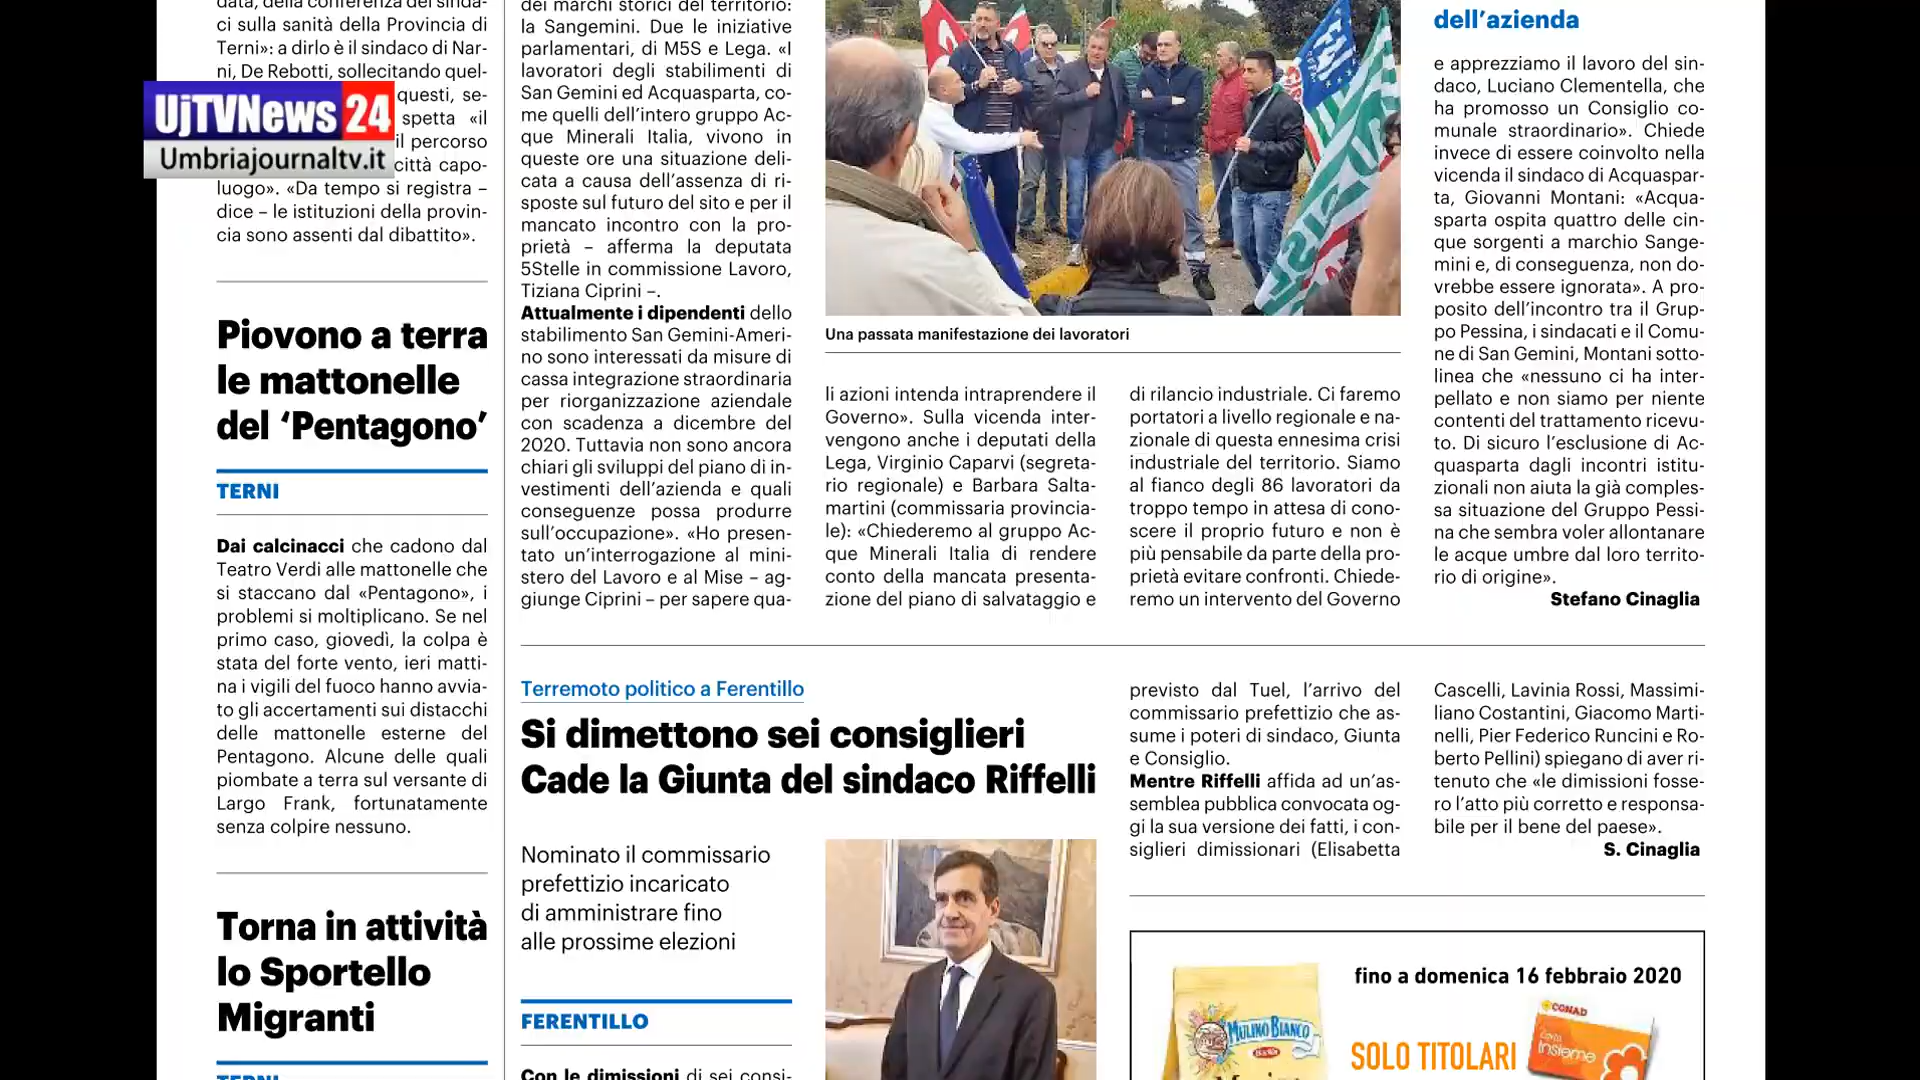 data, della conferenza dei sinda-
ci sulla sanità della Provincia di
Terni»: a dirlo è il sindaco di Nar-
ni, De Rebotti, sollecitando quel-
questi, se-
spetta «il
il percorso
città capo-
luogo». «Da tempo si registra –
dice – le istituzioni della provin-
cia sono assenti dal dibattito».
UjTVNews 24
Umbriajournaltv.it
Piovono a terra
le mattonelle
del ‘Pentagono’
TERNI
Dai calcinacci che cadono dal
Teatro Verdi alle mattonelle che
si staccano dal «Pentagono», i
problemi si moltiplicano. Se nel
primo caso, giovedì, la colpa è
stata del forte vento, ieri matti-
na i vigili del fuoco hanno avvia-
to gli accertamenti sui distacchi
delle mattonelle esterne del
Pentagono. Alcune delle quali
piombate a terra sul versante di
Largo Frank, fortunatamente
senza colpire nessuno.
Torna in attività
lo Sportello
Migranti
TERNI
dei marchi storici del territorio:
la Sangemini. Due le iniziative
parlamentari, di M5S e Lega. «I
lavoratori degli stabilimenti di
San Gemini ed Acquasparta, co-
me quelli dell’intero gruppo Ac-
que Minerali Italia, vivono in
queste ore una situazione deli-
cata a causa dell’assenza di ri-
sposte sul futuro del sito e per il
mancato incontro con la pro-
prietà – afferma la deputata
5Stelle in commissione Lavoro,
Tiziana Ciprini –.
Attualmente i dipendenti dello
stabilimento San Gemini-Ameri-
no sono interessati da misure di
cassa integrazione straordinaria
per riorganizzazione aziendale
con scadenza a dicembre del
2020. Tuttavia non sono ancora
chiari gli sviluppi del piano di in-
vestimenti dell’azienda e quali
conseguenze possa produrre
sull’occupazione». «Ho presen-
tato un’interrogazione al mini-
stero del Lavoro e al Mise – ag-
giunge Ciprini – per sapere qua-
Una passata manifestazione dei lavoratori
li azioni intenda intraprendere il
Governo». Sulla vicenda inter-
vengono anche i deputati della
Lega, Virginio Caparvi (segreta-
rio regionale) e Barbara Salta-
martini (commissaria provincia-
le): «Chiederemo al gruppo Ac-
que Minerali Italia di rendere
conto della mancata presenta-
zione del piano di salvataggio e
di rilancio industriale. Ci faremo
portatori a livello regionale e na-
zionale di questa ennesima crisi
industriale del territorio. Siamo
al fianco degli 86 lavoratori da
troppo tempo in attesa di cono-
scere il proprio futuro e non è
più pensabile da parte della pro-
prietà evitare confronti. Chiede-
remo un intervento del Governo
dell’azienda
e apprezziamo il lavoro del sin-
daco, Luciano Clementella, che
ha promosso un Consiglio co-
munale straordinario». Chiede
invece di essere coinvolto nella
vicenda il sindaco di Acquaspar-
ta, Giovanni Montani: «Acqua-
sparta ospita quattro delle cin-
que sorgenti a marchio Sange-
mini e, di conseguenza, non do-
vrebbe essere ignorata». A pro-
posito dell’incontro tra il Grup-
po Pessina, i sindacati e il Comu-
ne di San Gemini, Montani sotto-
linea che «nessuno ci ha inter-
pellato e non siamo per niente
contenti del trattamento ricevu-
to. Di sicuro l’esclusione di Ac-
quasparta dagli incontri istitu-
zionali non aiuta la già comples-
sa situazione del Gruppo Pessi-
na che sembra voler allontanare
le acque umbre dal loro territo-
rio di origine».
Stefano Cinaglia
Terremoto politico a Ferentillo
Si dimettono sei consiglieri
Cade la Giunta del sindaco Riffelli
Nominato il commissario
prefettizio incaricato
di amministrare fino
alle prossime elezioni
FERENTILLO
Con le dimissioni di sei consi-
previsto dal Tuel, l’arrivo del
commissario prefettizio che as-
sume i poteri di sindaco, Giunta
e Consiglio.
Mentre Riffelli affida ad un’as-
semblea pubblica convocata og-
gi la sua versione dei fatti, i con-
siglieri dimissionari (Elisabetta
Cascelli, Lavinia Rossi, Massimi-
liano Costantini, Giacomo Marti-
nelli, Pier Federico Runcini e Ro-
berto Pellini) spiegano di aver ri-
tenuto che «le dimissioni fosse-
ro l’atto più corretto e responsa-
bile per il bene del paese».
S. Cinaglia
fino a domenica 16 febbraio 2020
MULINO BIANCO
CONAD
Carta
insieme
SOLO TITOLARI